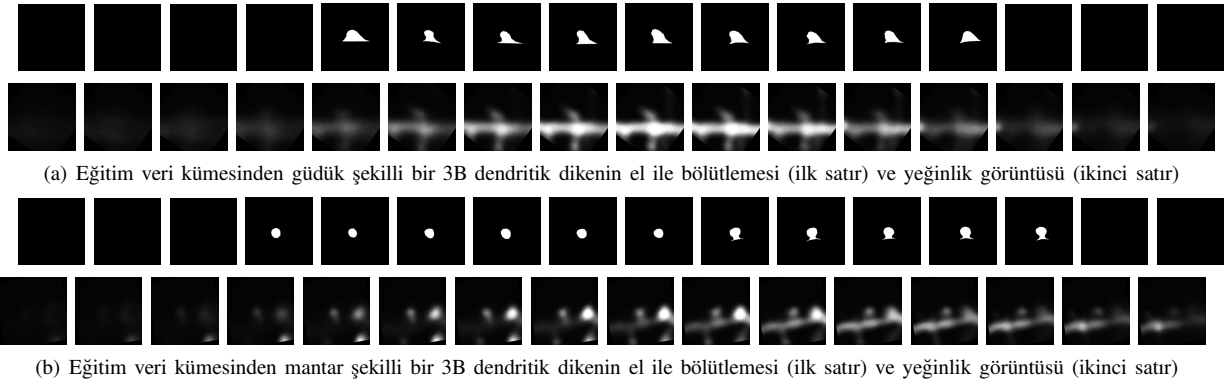 (a) Eğitim veri kümesinden güdük şekilli bir 3B dendritik dikenin el ile bölütlemesi (ilk satır) ve yeğinlik görüntüsü (ikinci satır)
(b) Eğitim veri kümesinden mantar şekilli bir 3B dendritik dikenin el ile bölütlemesi (ilk satır) ve yeğinlik görüntüsü (ikinci satır)